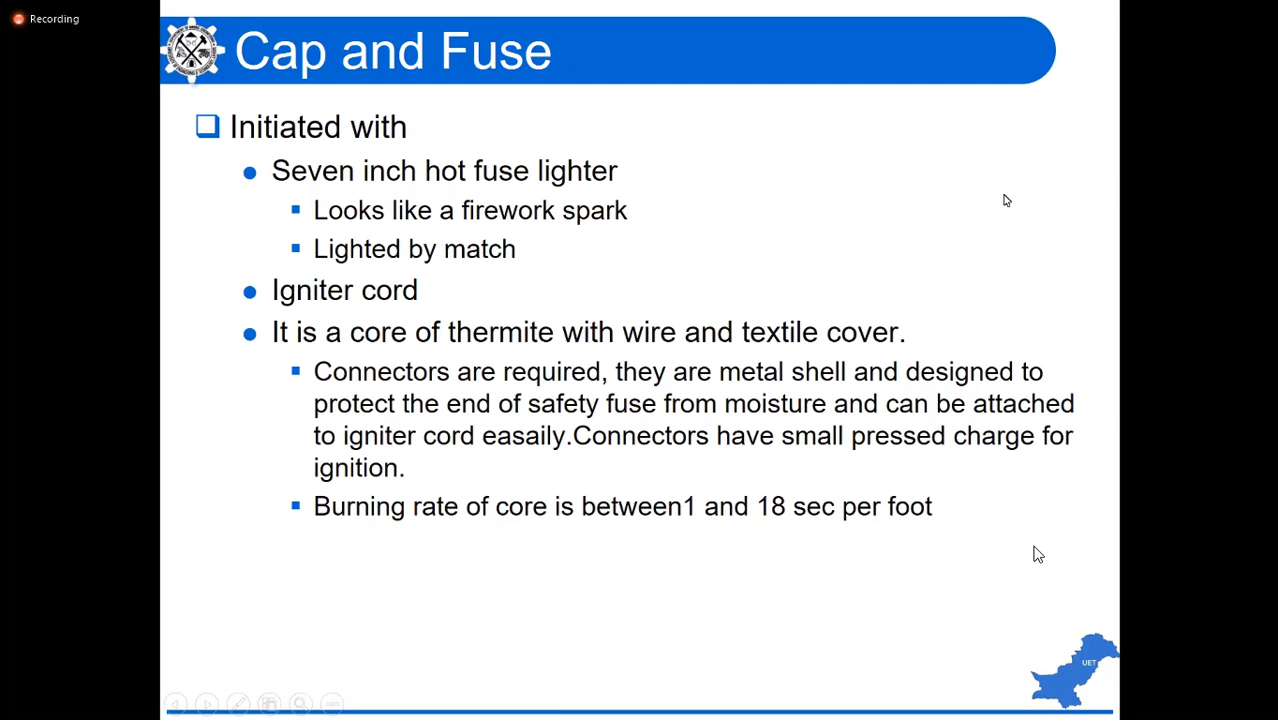 Recording
Cap and Fuse
Initiated with
Seven inch hot fuse lighter
Looks like a firework spark
Lighted by match
Igniter cord
It is a core of thermite with wire and textile cover.
Connectors are required, they are metal shell and designed to
protect the end of safety fuse from moisture and can be attached
to igniter cord easaily.Connectors have small pressed charge for
ignition.
Burning rate of core is between1 and 18 sec per foot
UET